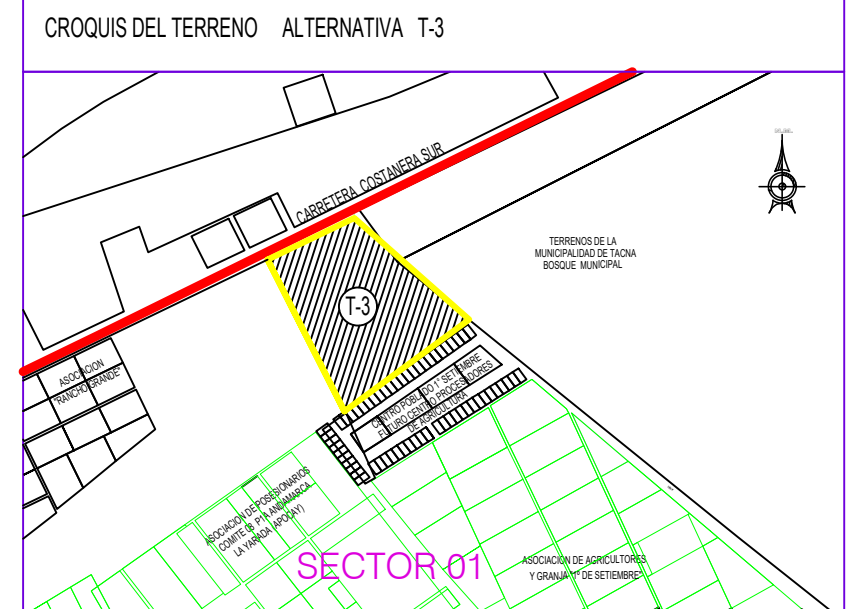 CROQUIS DEL TERRENO ALTERNATIVA T-3
CARRETERA COSTANERA SUR
TERRENOS DE LA
MUNICIPALIDAD DE TACNA
BOSQUE MUNICIPAL
T-3
ASOCIACION
"RANCHO GRANDE"
CENTRO POBLADO 1° SETIEMBRE
FUTURO CENTRO PROCESADORES
DE AGRICULTURA
ASOCIACION DE POSESIONARIOS
COMITE 03 P1A ANDAMARCA
LA YARADA (APOCAY)
SECTOR 01
ASOCIACION DE AGRICULTORES
Y GRANJA "1° DE SETIEMBRE"